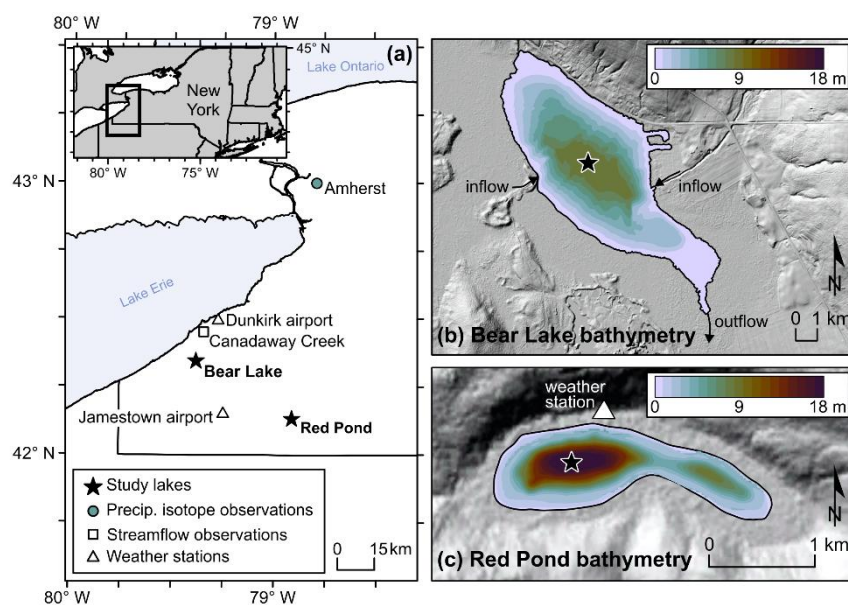 80° W
79° W
(a)
45° N
Lake Ontario
New
York
80° W
75° W
43° N
Amherst
Lake Erie
Dunkirk airport
Canadaway Creek
Bear Lake
Jamestown airport
Red Pond
42° N
Study lakes
Precip. isotope observations
Streamflow observations
Weather stations
0 15 km
80° W
79° W
0 9 18 m
inflow
inflow
outflow
N
0 1 km
(b) Bear Lake bathymetry
weather
station
0 9 18 m
N
(c) Red Pond bathymetry
0 1 km